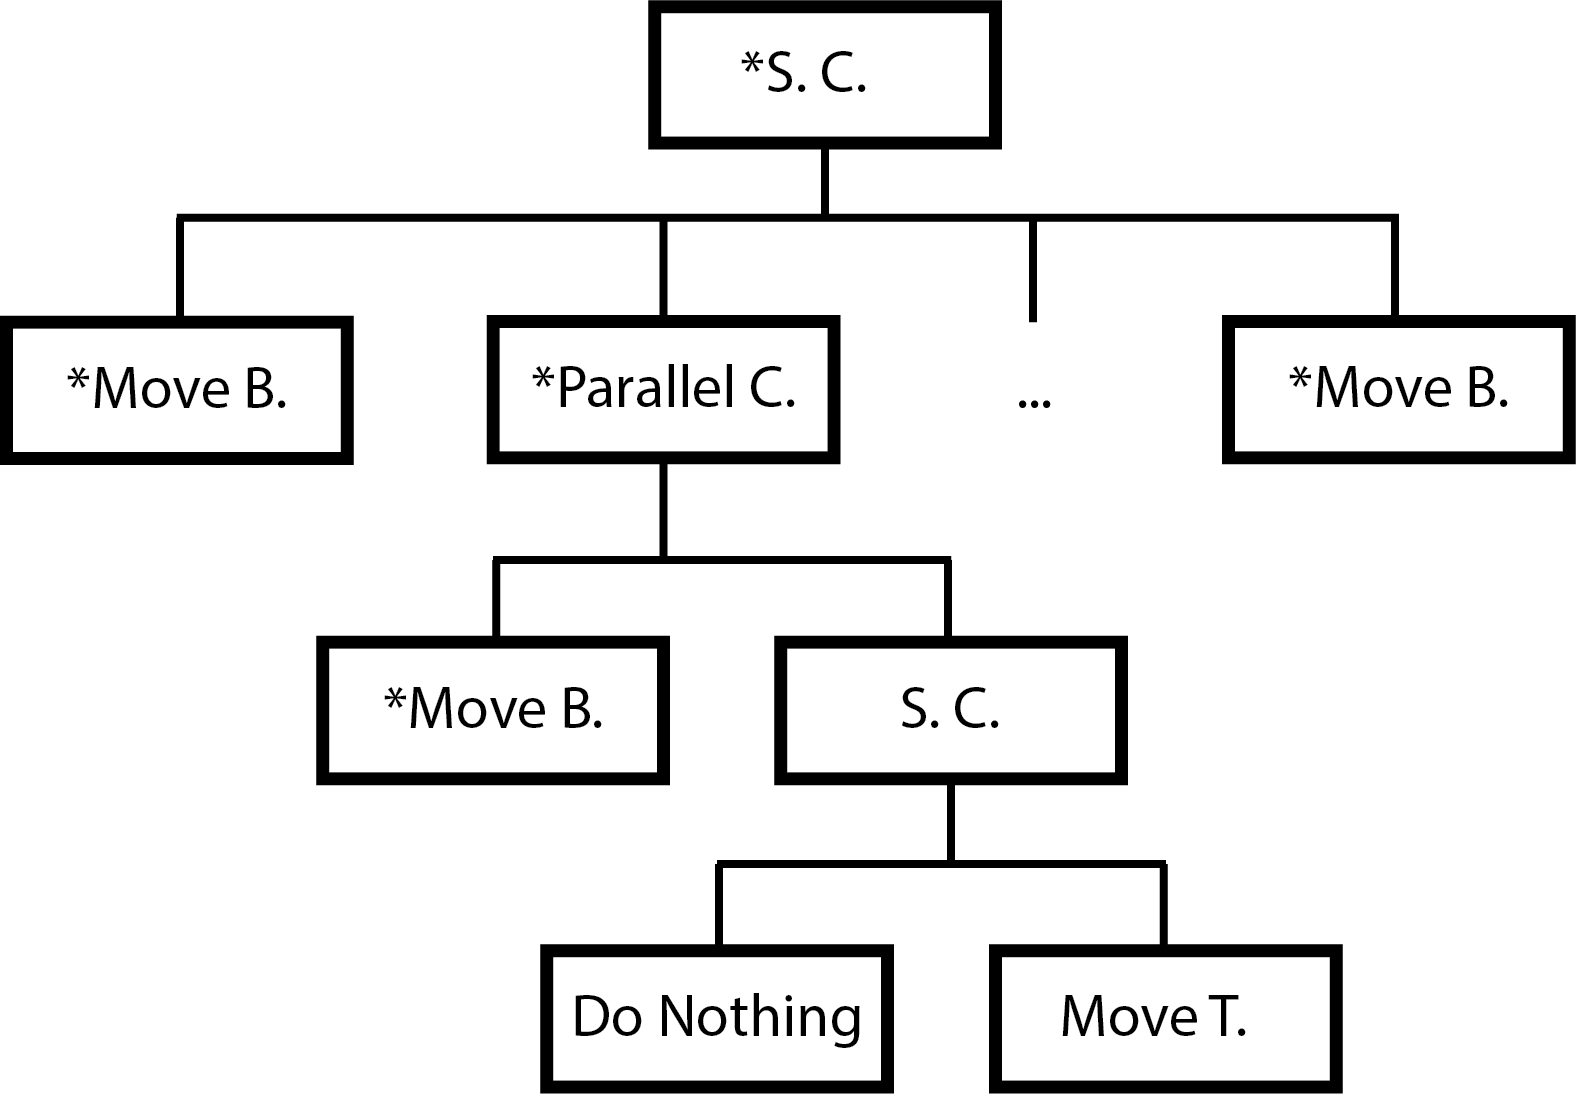 *S. C.
*Move B.
*Parallel C.
...
*Move B.
*Move B.
S. C.
Do Nothing
Move T.